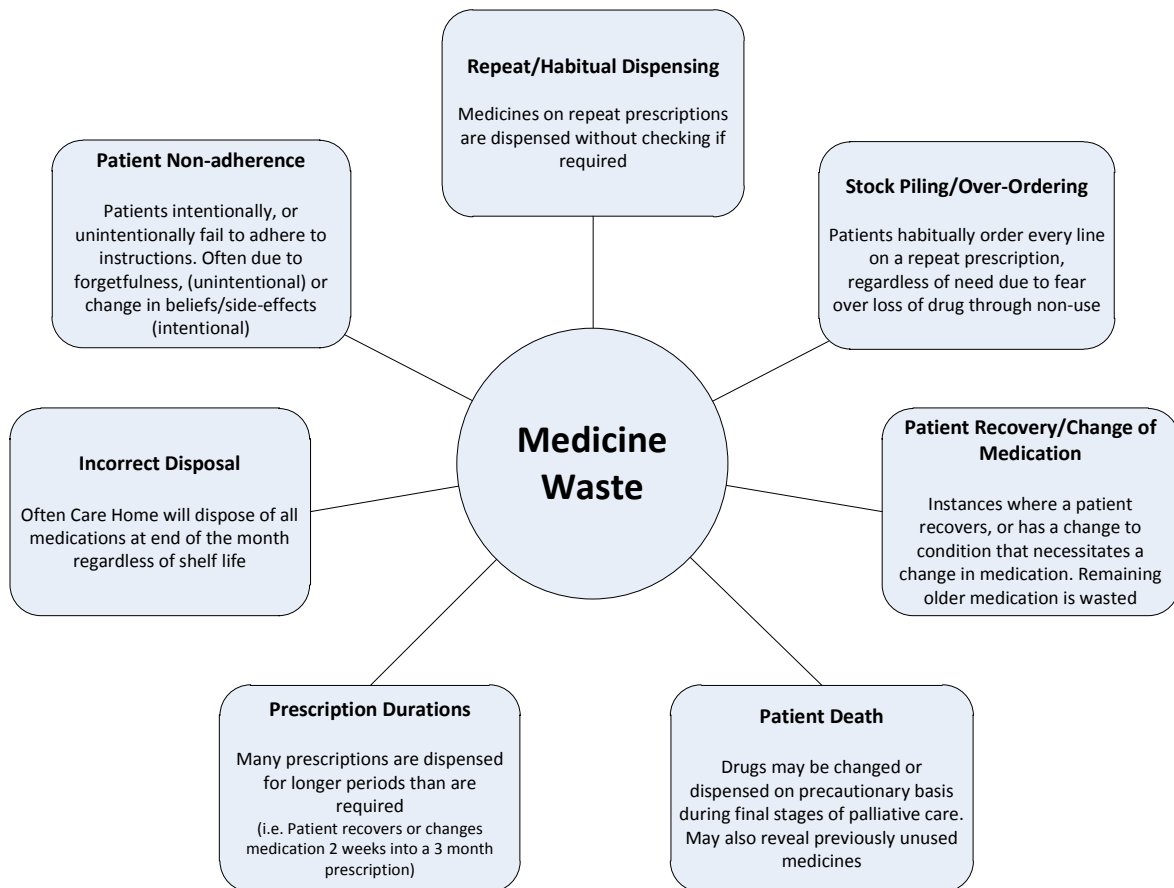 Repeat/Habitual Dispensing
Medicines on repeat prescriptions
are dispensed without checking if
required
Patient Non-adherence
Patients intentionally, or
unintentionally fail to adhere to
instructions. Often due to
forgetfulness, (unintentional) or
change in beliefs/side-effects
(intentional)
Stock Piling/Over-Ordering
Patients habitually order every line
on a repeat prescription,
regardless of need due to fear
over loss of drug through non-use
Medicine
Waste
Incorrect Disposal
Often Care Home will dispose of all
medications at end of the month
regardless of shelf life
Patient Recovery/Change of
Medication
Instances where a patient
recovers, or has a change to
condition that necessitates a
change in medication. Remaining
older medication is wasted
Prescription Durations
Many prescriptions are dispensed
for longer periods than are
required
(i.e. Patient recovers or changes
medication 2 weeks into a 3 month
prescription)
Patient Death
Drugs may be changed or
dispensed on precautionary basis
during final stages of palliative care.
May also reveal previously unused
medicines